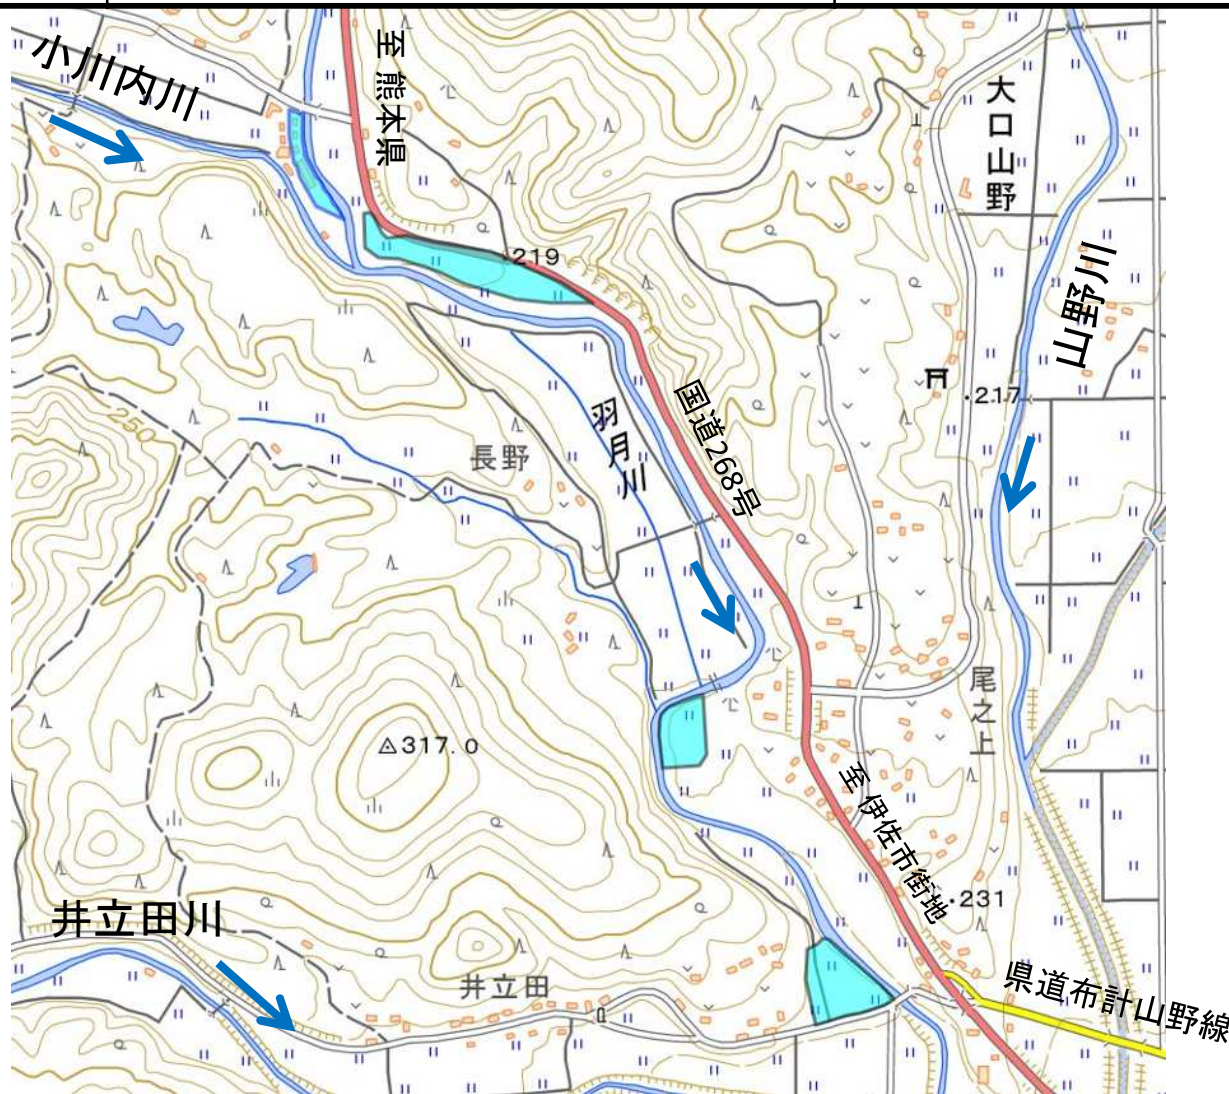 小川内川
至 熊本県
大口山野
219
山野川
217
250
国道268号
羽月川
長野
尾之上
317.0
至 伊佐市街地
231
井立田川
井立田
県道布計山野線